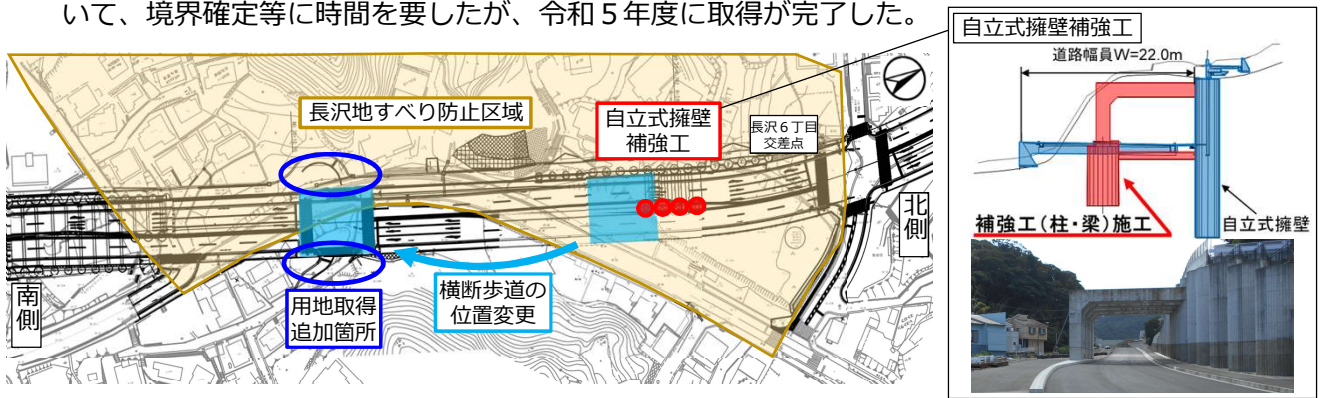 いて、境界確定等に時間を要したが、令和５年度に取得が完了した。
自立式擁壁補強工
道路幅員W=22.0m
長沢地すべり防止区域
自立式擁壁
補強工
長沢６丁目
交差点
北側
補強工(柱・梁)施工
自立式擁壁
南側
用地取得
追加箇所
横断歩道の
位置変更